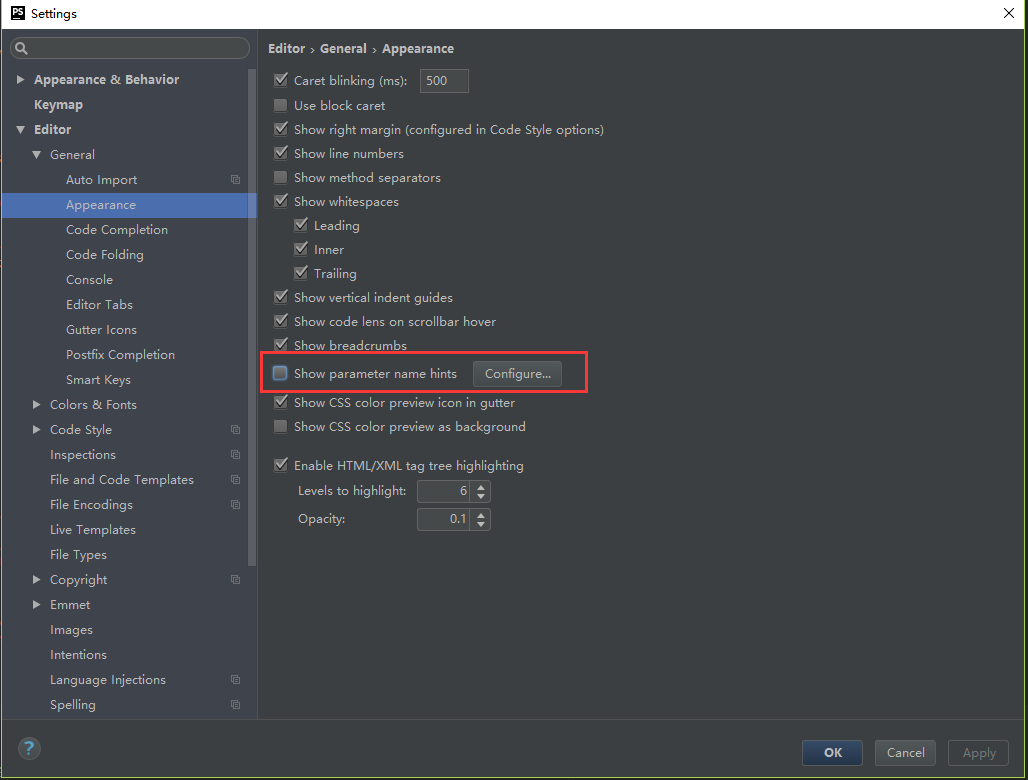 PS Settings
Editor › General › Appearance
Appearance & Behavior
Keymap
Editor
General
Auto Import
Appearance
Code Completion
Code Folding
Console
Editor Tabs
Gutter Icons
Postfix Completion
Smart Keys
Colors & Fonts
Code Style
Inspections
File and Code Templates
File Encodings
Live Templates
File Types
Copyright
Emmet
Images
Intentions
Language Injections
Spelling
Caret blinking (ms): 500
Use block caret
Show right margin (configured in Code Style options)
Show line numbers
Show method separators
Show whitespaces
Leading
Inner
Trailing
Show vertical indent guides
Show code lens on scrollbar hover
Show breadcrumbs
Show parameter name hints Configure...
Show CSS color preview icon in gutter
Show CSS color preview as background
Enable HTML/XML tag tree highlighting
Levels to highlight: 6
Opacity: 0.1
? OK Cancel Apply